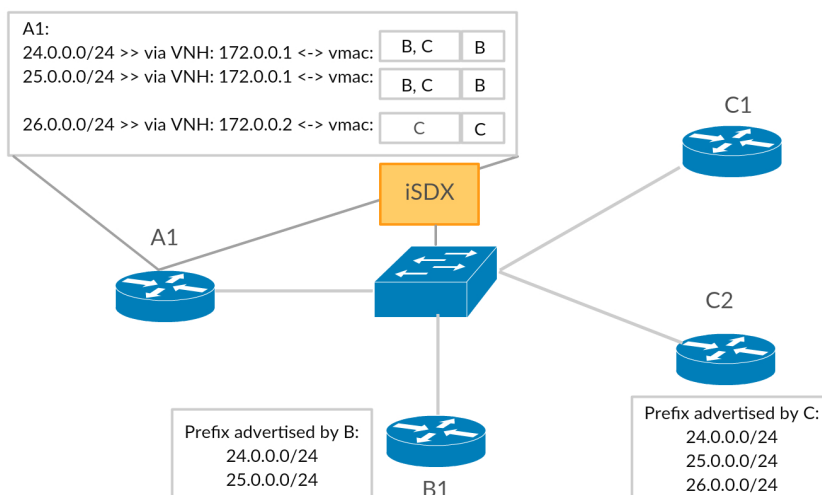 A1:
24.0.0.0/24 >> via VNH: 172.0.0.1 <-> vmac: B, C B
25.0.0.0/24 >> via VNH: 172.0.0.1 <-> vmac: B, C B
26.0.0.0/24 >> via VNH: 172.0.0.2 <-> vmac: C C
C1
iSDX
A1
C2
Prefix advertised by B:
24.0.0.0/24
25.0.0.0/24
B1
Prefix advertised by C:
24.0.0.0/24
25.0.0.0/24
26.0.0.0/24